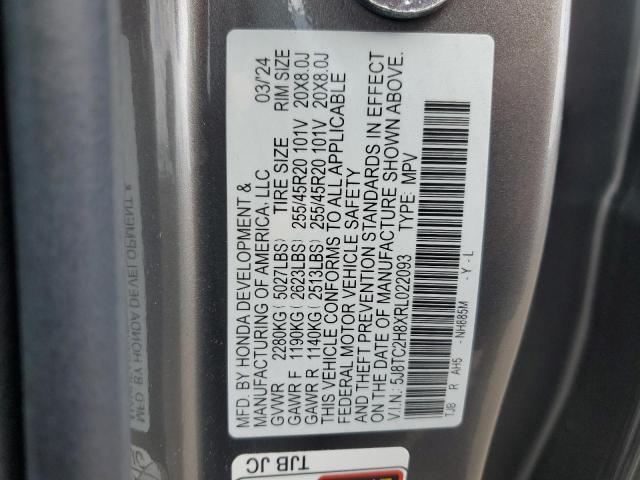 MFD. BY HONDA DEVELOPMENT &
MANUFACTURING OF AMERICA, LLC 03/24
GVWR 2280KG ( 5027LBS) TIRE SIZE RIM SIZE
GAWR F 1190KG ( 2623LBS) 255/45R20 101V 20X8.0J
GAWR R 1140KG ( 2513LBS) 255/45R20 101V 20X8.0J
THIS VEHICLE CONFORMS TO ALL APPLICABLE
FEDERAL MOTOR VEHICLE SAFETY
AND THEFT PREVENTION STANDARDS IN EFFECT
ON THE DATE OF MANUFACTURE SHOWN ABOVE.
V.I.N.: 5J8TC2H8XRL022093 TYPE: MPV
TJB R AH5 -NH885M -Y-L
TJB JC